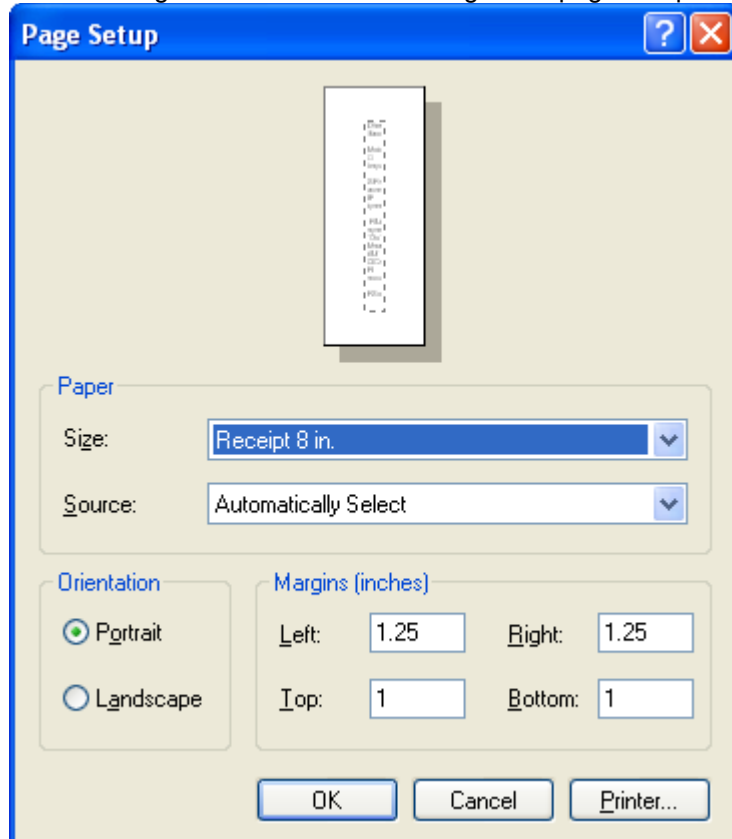 Page Setup
Paper
Size: Receipt 8 in.
Source: Automatically Select
Orientation
Portrait
Landscape
Margins (inches)
Left: 1.25 Right: 1.25
Top: 1 Bottom: 1
OK Cancel Printer...